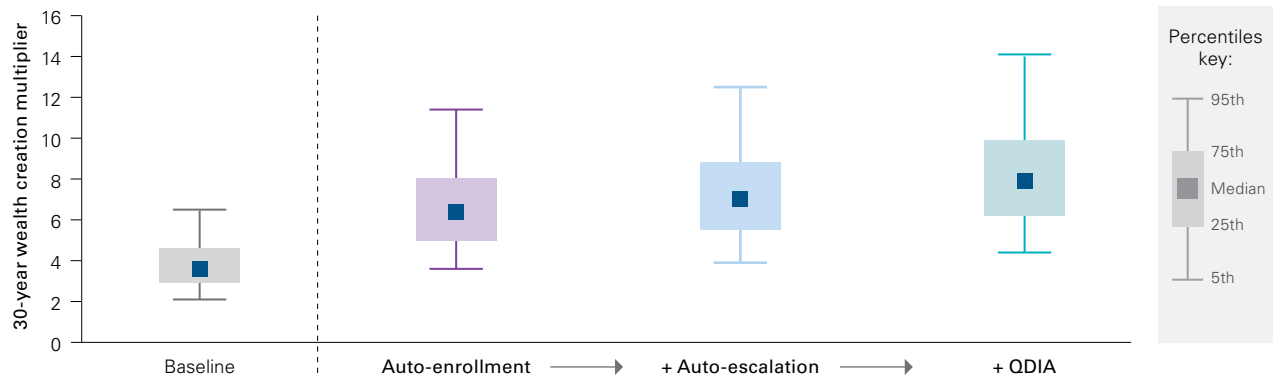 30-year wealth creation multiplier
16
14
12
10
8
6
4
2
0
Baseline
Auto-enrollment
+ Auto-escalation
+ QDIA
Percentiles
key:
95th
75th
Median
25th
5th